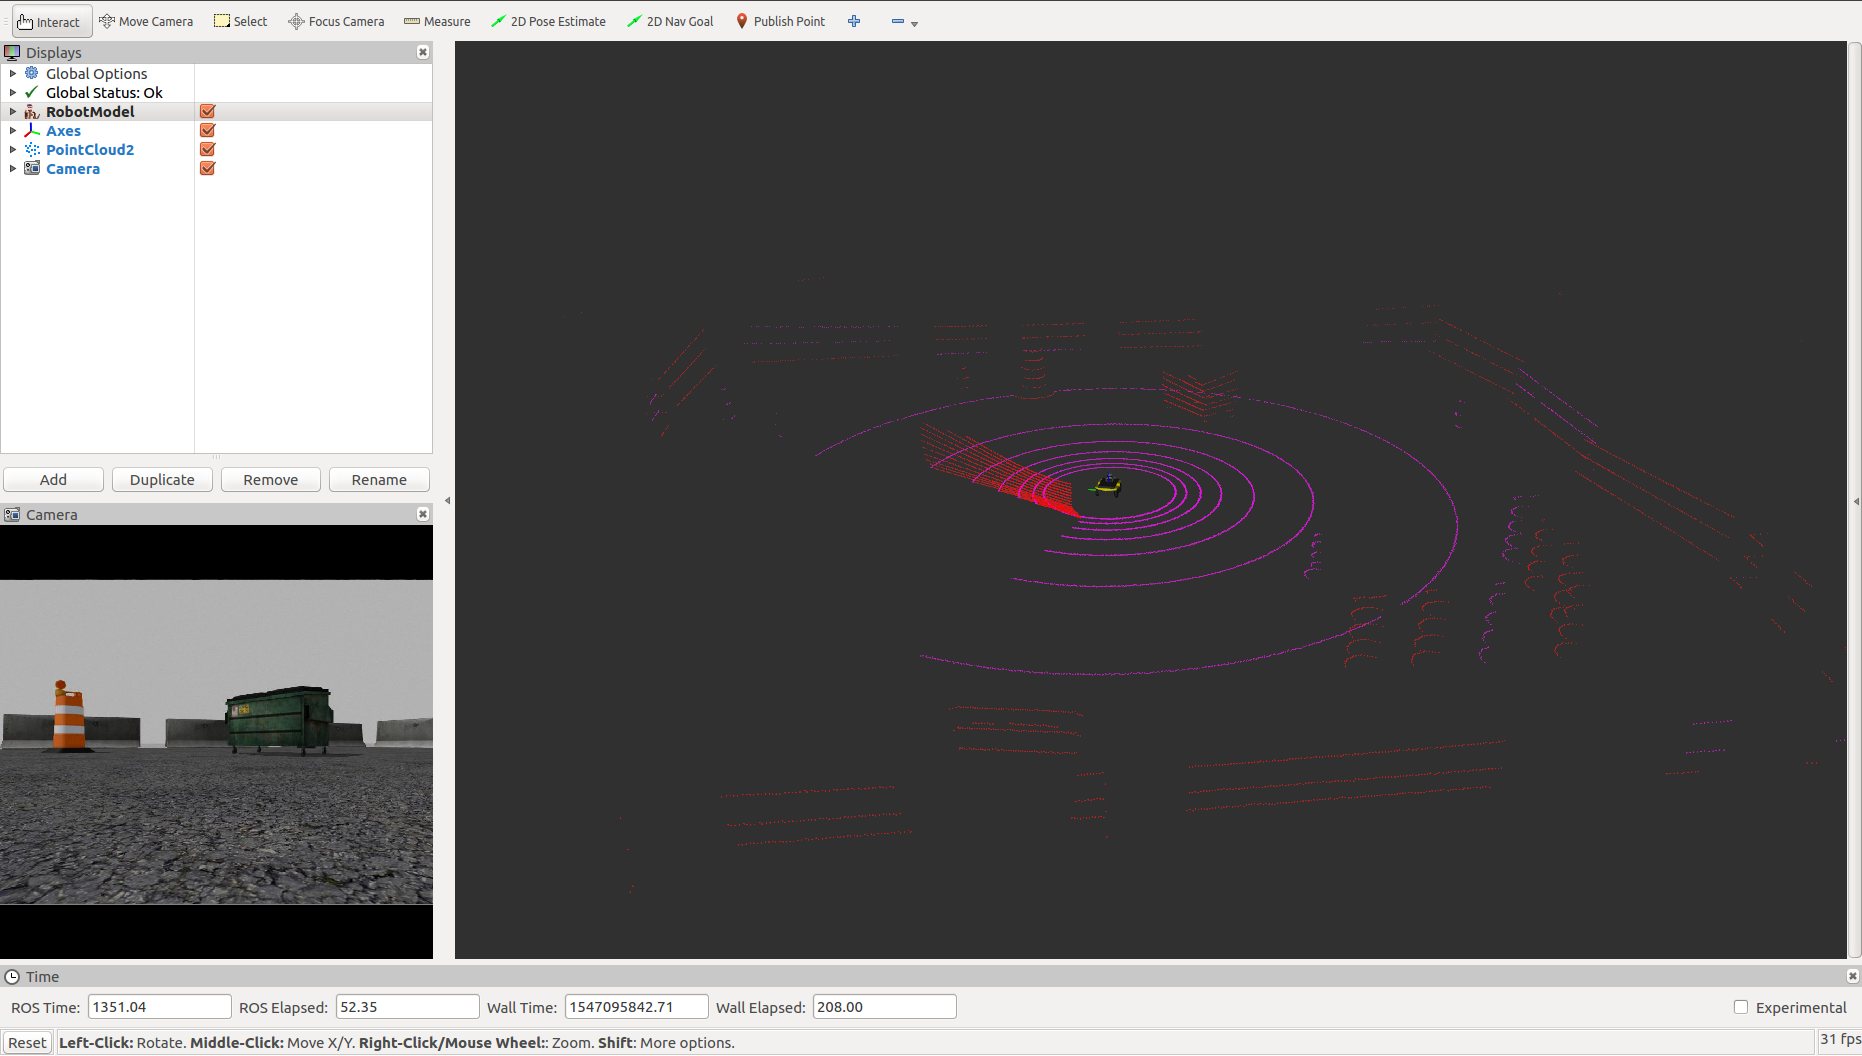 Interact Move Camera Select Focus Camera Measure 2D Pose Estimate 2D Nav Goal Publish Point
Displays
Global Options
Global Status: Ok
RobotModel
Axes
PointCloud2
Camera
Add Duplicate Remove Rename
Camera
Time
ROS Time: 1351.04 ROS Elapsed: 52.35 Wall Time: 1547095842.71 Wall Elapsed: 208.00 Experimental
Reset Left-Click: Rotate. Middle-Click: Move X/Y. Right-Click/Mouse Wheel:: Zoom. Shift: More options. 31 fps